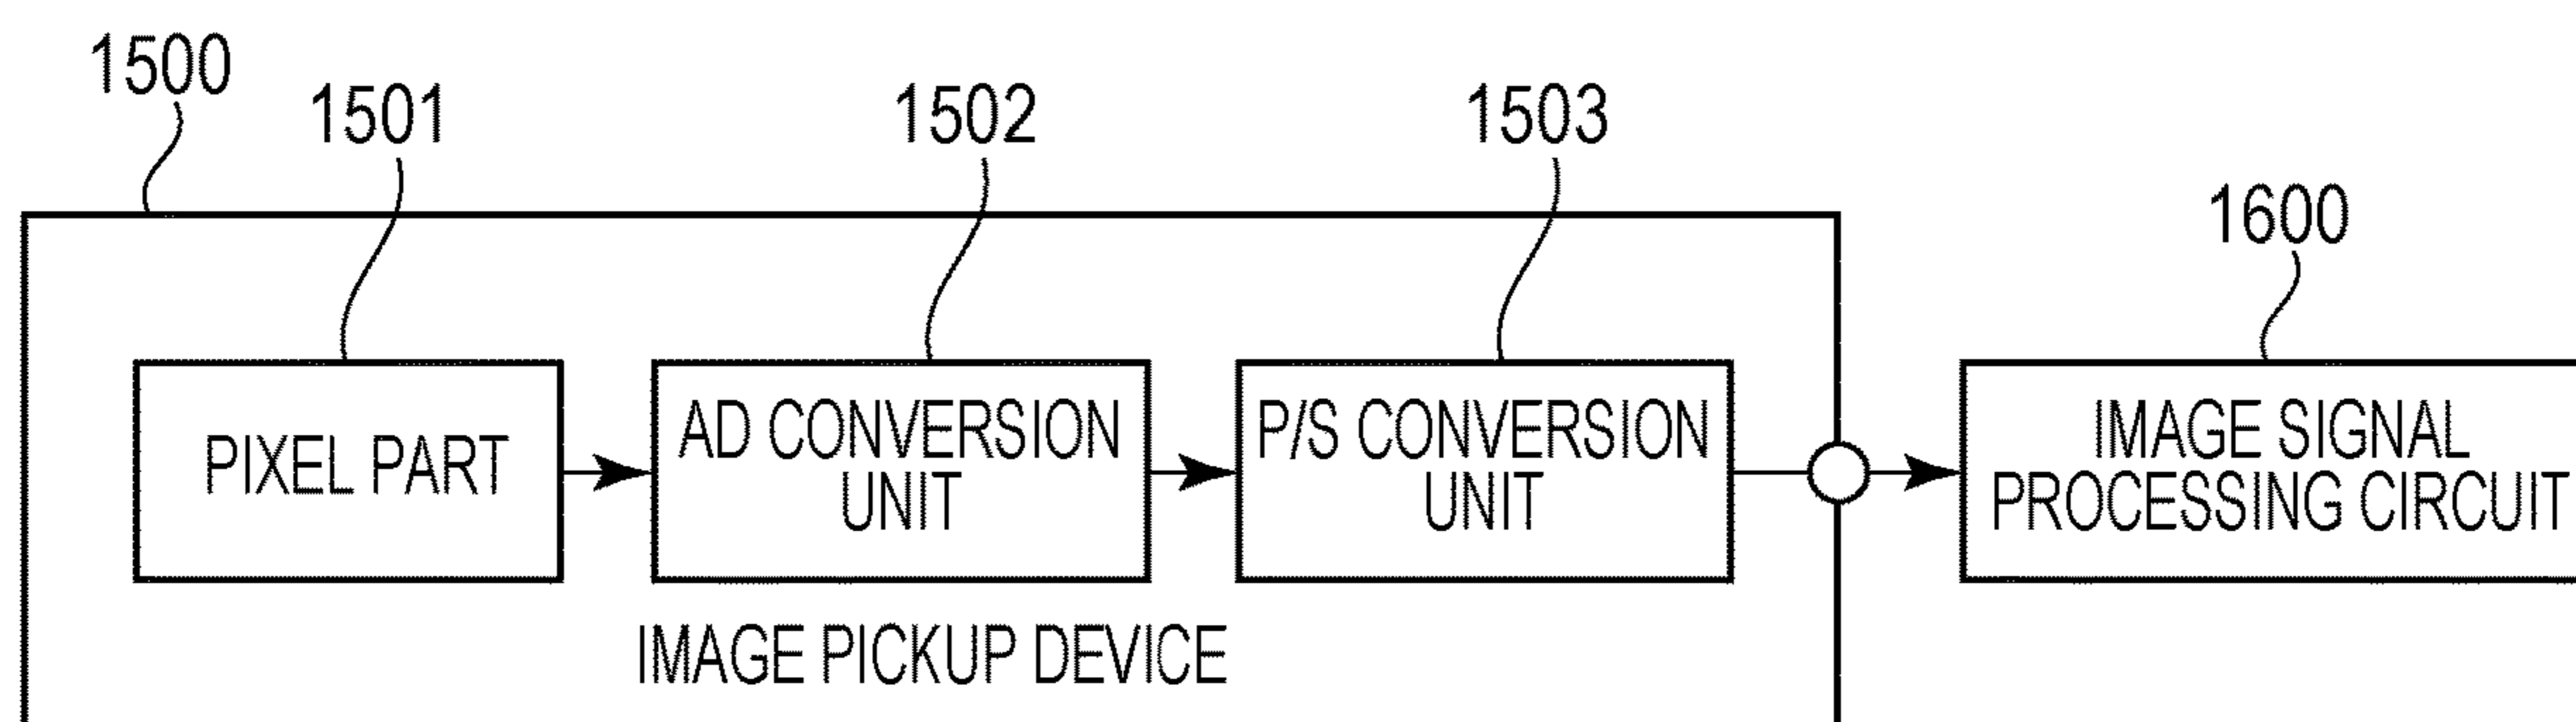 1500
1501
1502
1503
1600
PIXEL PART
AD CONVERSION
UNIT
P/S CONVERSION
UNIT
IMAGE SIGNAL
PROCESSING CIRCUIT
IMAGE PICKUP DEVICE